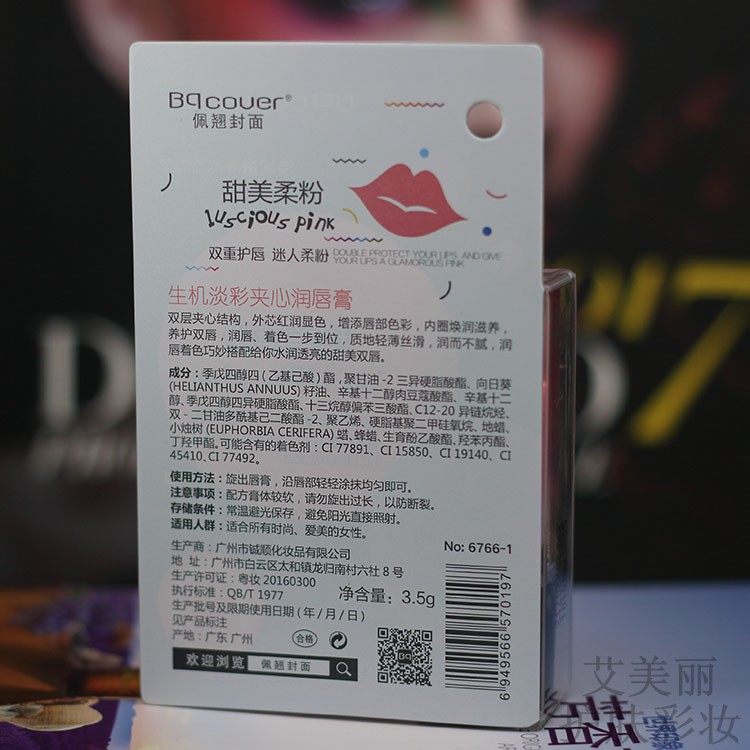 BqCover®
佩翘封面
甜美柔粉
Luscious pink
双重护唇 迷人柔粉 DOUBLE PROTECT YOUR LIPS, AND GIVE
YOUR LIPS A GLAMOROUS PINK
生机淡彩夹心润唇膏
双层夹心结构，外芯红润显色，增添唇部色彩，内圈焕润滋养，
养护双唇，润唇、着色一步到位，质地轻薄丝滑，润而不腻，润
唇着色巧妙搭配给你水润透亮的甜美双唇。
成分：季戊四醇四（乙基己酸）酯，聚甘油-2 三异硬脂酸酯、向日葵
(HELIANTHUS ANNUUS) 籽油、辛基十二醇肉豆蔻酸酯、辛基十二
醇、季戊四醇四异硬脂酸酯、十三烷醇偏苯三酸酯、C12-20 异链烷烃、
双-二甘油多酰基己二酸酯-2、聚乙烯、硬脂基聚二甲硅氧烷、地蜡、
小烛树 (EUPHORBIA CERIFERA) 蜡、蜂蜡、生育酚乙酸酯、羟苯丙酯、
丁羟甲酯。可能含有的着色剂：CI 77891、CI 15850、CI 19140、CI
45410、CI 77492。
使用方法：旋出唇膏，沿唇部轻轻涂抹均匀即可。
注意事项：配方膏体较软，请勿旋出过长，以防断裂。
存储条件：常温避光保存，避免阳光直接照射。
适用人群：适合所有时尚、爱美的女性。
生产商：广州市铖顺化妆品有限公司
地 址：广州市白云区太和镇龙归南村六社 8 号
生产许可证：粤妆 20160300
执行标准：QB/T 1977
净含量：3.5g
生产批号及限期使用日期（年/月/日）
见产品标注
产地：广东 广州
合格
欢迎浏览 佩翘封面
No: 6766-1
6 949566 570197
艾美丽
彩妆